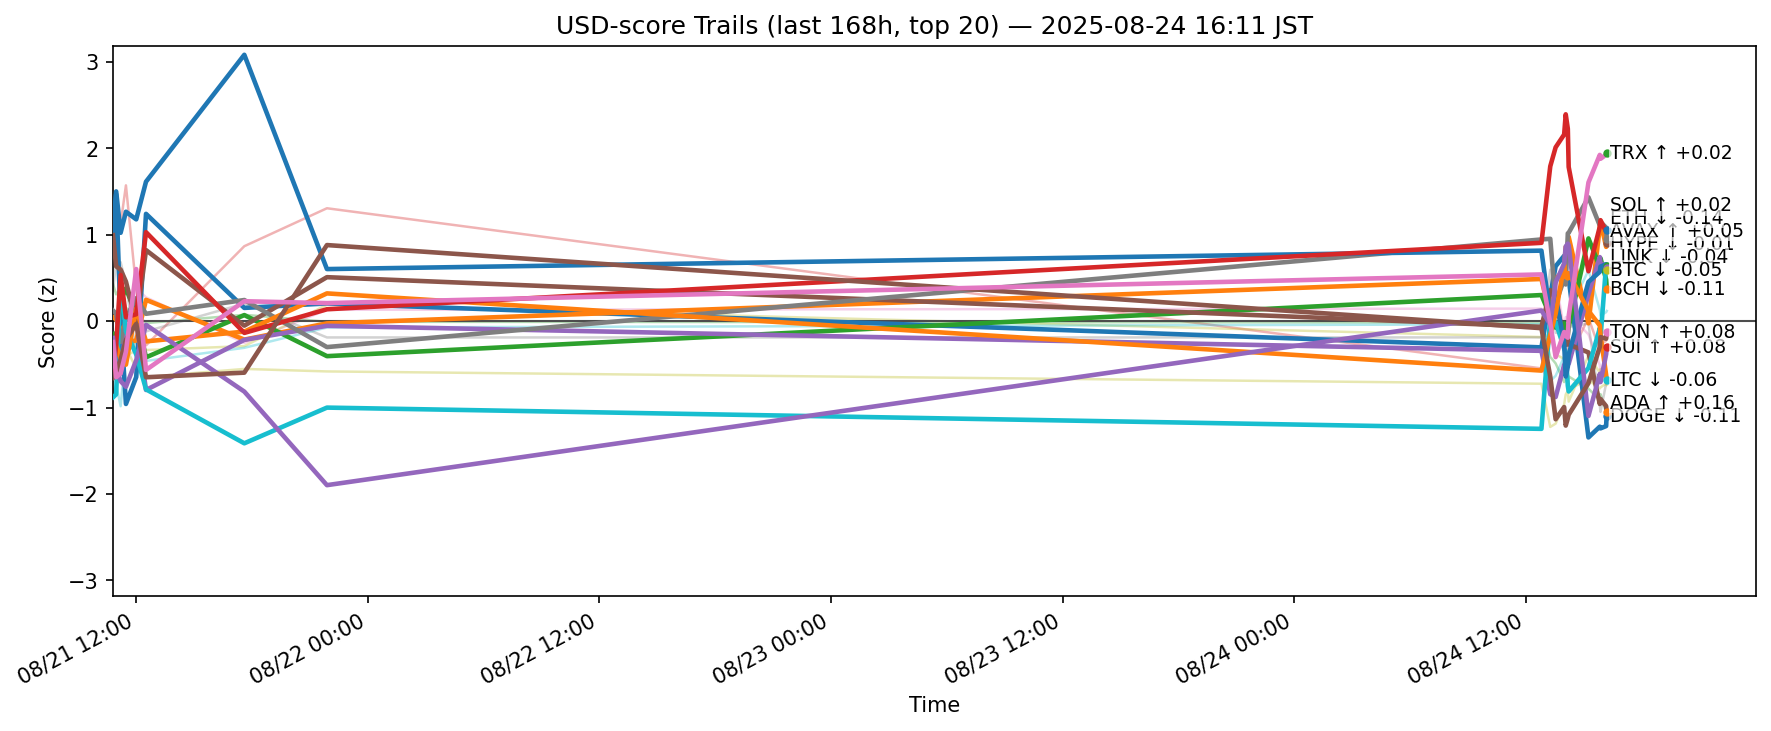 USD-score Trails (last 168h, top 20) — 2025-08-24 16:11 JST
Score (z)
3
2
1
0
−1
−2
−3
TRX ↑ +0.02
SOL ↑ +0.02
ETH ↓ -0.14
AVAX ↑ +0.05
HYPE ↓ -0.01
LINK ↓ -0.04
BTC ↓ -0.05
BCH ↓ -0.11
TON ↑ +0.08
SUI ↑ +0.08
LTC ↓ -0.06
ADA ↑ +0.16
DOGE ↓ -0.11
08/21 12:00
08/22 00:00
08/22 12:00
08/23 00:00
08/23 12:00
08/24 00:00
08/24 12:00
Time